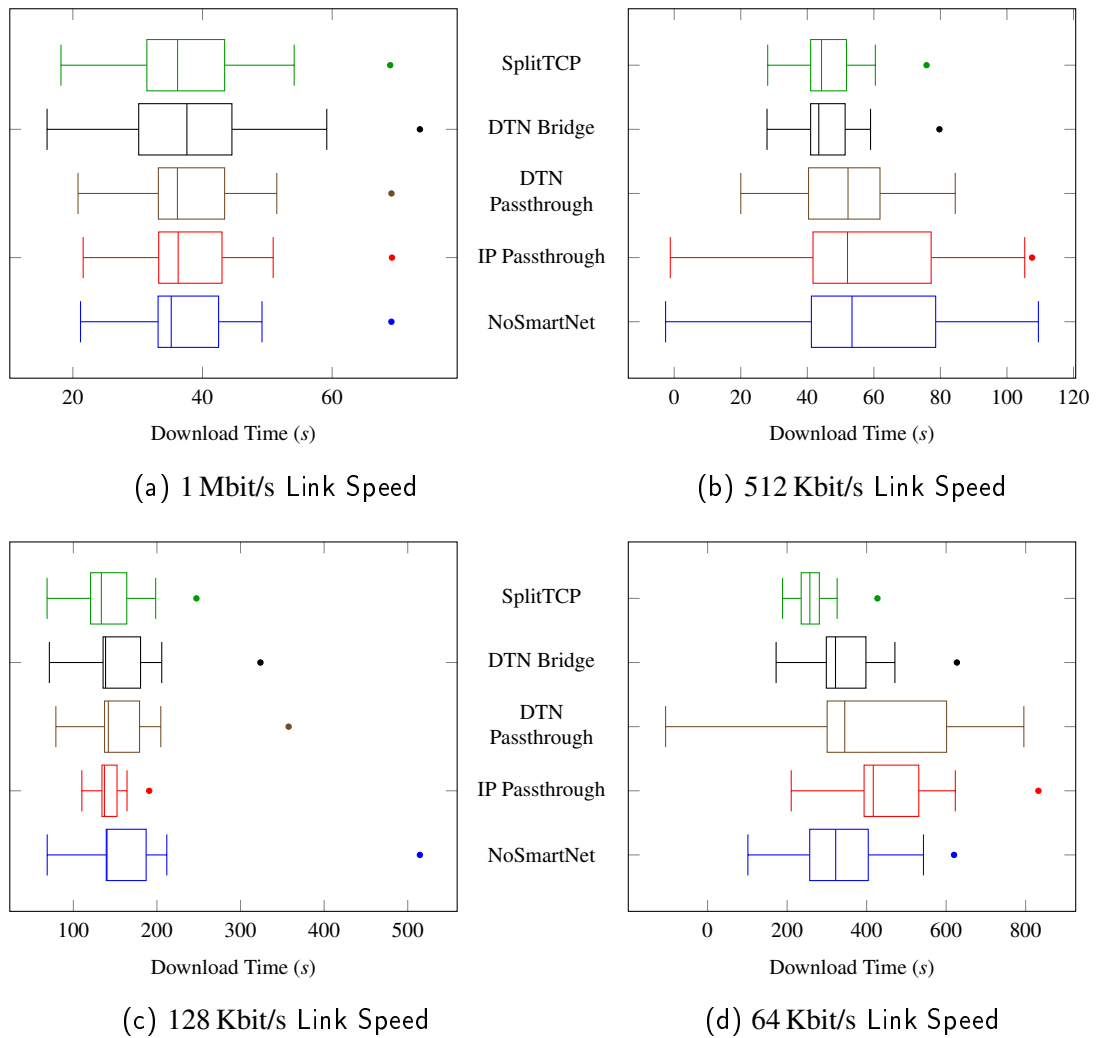 SplitTCP
DTN Bridge
DTN
Passthrough
IP Passthrough
NoSmartNet
20 40 60
Download Time (s)
(a) 1 Mbit/s Link Speed
0 20 40 60 80 100 120
Download Time (s)
(b) 512 Kbit/s Link Speed
SplitTCP
DTN Bridge
DTN
Passthrough
IP Passthrough
NoSmartNet
100 200 300 400 500
Download Time (s)
(c) 128 Kbit/s Link Speed
0 200 400 600 800
Download Time (s)
(d) 64 Kbit/s Link Speed